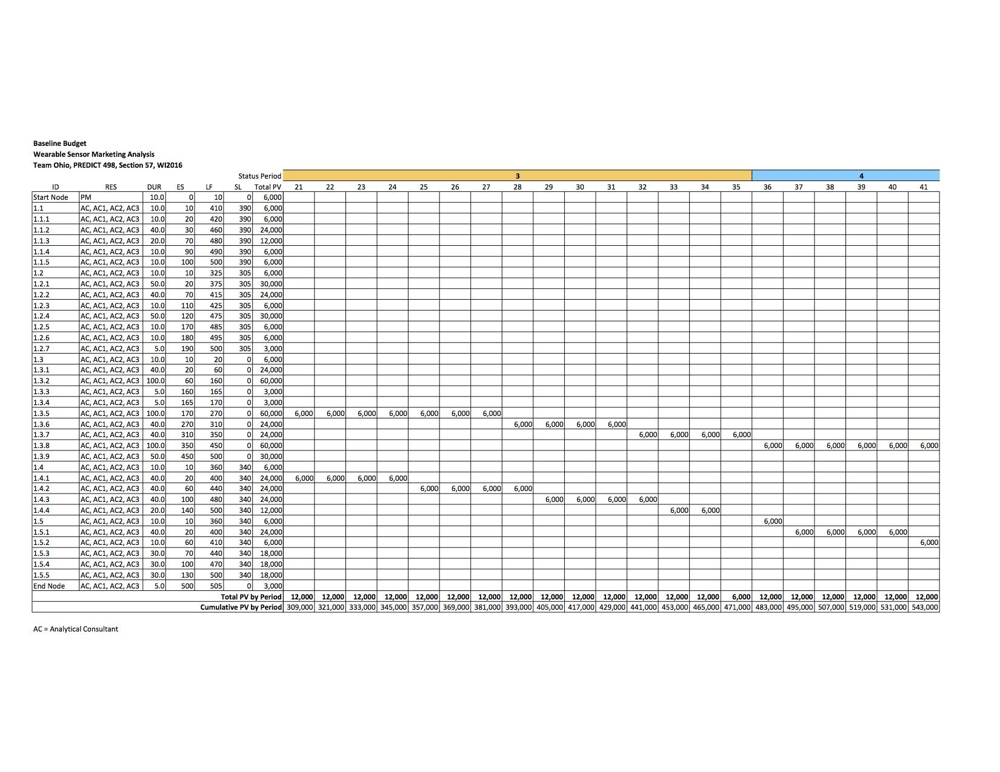 Baseline Budget
Wearable Sensor Marketing Analysis
Team Ohio, PREDICT 498, Section 57, WI2016
Status Period 3 4
ID RES DUR ES LF SL Total PV 21 22 23 24 25 26 27 28 29 30 31 32 33 34 35 36 37 38 39 40 41
Start Node PM 10.0 0 10 0 6,000
1.1 AC, AC1, AC2, AC3 10.0 10 410 390 6,000
1.1.1 AC, AC1, AC2, AC3 10.0 20 420 390 6,000
1.1.2 AC, AC1, AC2, AC3 40.0 30 460 390 24,000
1.1.3 AC, AC1, AC2, AC3 20.0 70 480 390 12,000
1.1.4 AC, AC1, AC2, AC3 10.0 90 490 390 6,000
1.1.5 AC, AC1, AC2, AC3 10.0 100 500 390 6,000
1.2 AC, AC1, AC2, AC3 10.0 10 325 305 6,000
1.2.1 AC, AC1, AC2, AC3 50.0 20 375 305 30,000
1.2.2 AC, AC1, AC2, AC3 40.0 70 415 305 24,000
1.2.3 AC, AC1, AC2, AC3 10.0 110 425 305 6,000
1.2.4 AC, AC1, AC2, AC3 50.0 120 475 305 30,000
1.2.5 AC, AC1, AC2, AC3 10.0 170 485 305 6,000
1.2.6 AC, AC1, AC2, AC3 10.0 180 495 305 6,000
1.2.7 AC, AC1, AC2, AC3 5.0 190 500 305 3,000
1.3 AC, AC1, AC2, AC3 10.0 10 20 0 6,000
1.3.1 AC, AC1, AC2, AC3 40.0 20 60 0 24,000
1.3.2 AC, AC1, AC2, AC3 100.0 60 160 0 60,000
1.3.3 AC, AC1, AC2, AC3 5.0 160 165 0 3,000
1.3.4 AC, AC1, AC2, AC3 5.0 165 170 0 3,000
1.3.5 AC, AC1, AC2, AC3 100.0 170 270 0 60,000 6,000 6,000 6,000 6,000 6,000 6,000 6,000
1.3.6 AC, AC1, AC2, AC3 40.0 270 310 0 24,000 6,000 6,000 6,000 6,000
1.3.7 AC, AC1, AC2, AC3 40.0 310 350 0 24,000 6,000 6,000 6,000 6,000
1.3.8 AC, AC1, AC2, AC3 100.0 350 450 0 60,000 6,000 6,000 6,000 6,000 6,000 6,000
1.3.9 AC, AC1, AC2, AC3 50.0 450 500 0 30,000
1.4 AC, AC1, AC2, AC3 10.0 10 360 340 6,000
1.4.1 AC, AC1, AC2, AC3 40.0 20 400 340 24,000 6,000 6,000 6,000 6,000
1.4.2 AC, AC1, AC2, AC3 40.0 60 440 340 24,000 6,000 6,000 6,000 6,000
1.4.3 AC, AC1, AC2, AC3 40.0 100 480 340 24,000 6,000 6,000 6,000 6,000
1.4.4 AC, AC1, AC2, AC3 20.0 140 500 340 12,000 6,000 6,000
1.5 AC, AC1, AC2, AC3 10.0 10 360 340 6,000 6,000
1.5.1 AC, AC1, AC2, AC3 40.0 20 400 340 24,000 6,000 6,000 6,000 6,000
1.5.2 AC, AC1, AC2, AC3 10.0 60 410 340 6,000 6,000
1.5.3 AC, AC1, AC2, AC3 30.0 70 440 340 18,000
1.5.4 AC, AC1, AC2, AC3 30.0 100 470 340 18,000
1.5.5 AC, AC1, AC2, AC3 30.0 130 500 340 18,000
End Node AC, AC1, AC2, AC3 5.0 500 505 0 3,000
Total PV by Period 12,000 12,000 12,000 12,000 12,000 12,000 12,000 12,000 12,000 12,000 12,000 12,000 12,000 12,000 6,000 12,000 12,000 12,000 12,000 12,000 12,000
Cumulative PV by Period 309,000 321,000 333,000 345,000 357,000 369,000 381,000 393,000 405,000 417,000 429,000 441,000 453,000 465,000 471,000 483,000 495,000 507,000 519,000 531,000 543,000
AC = Analytical Consultant